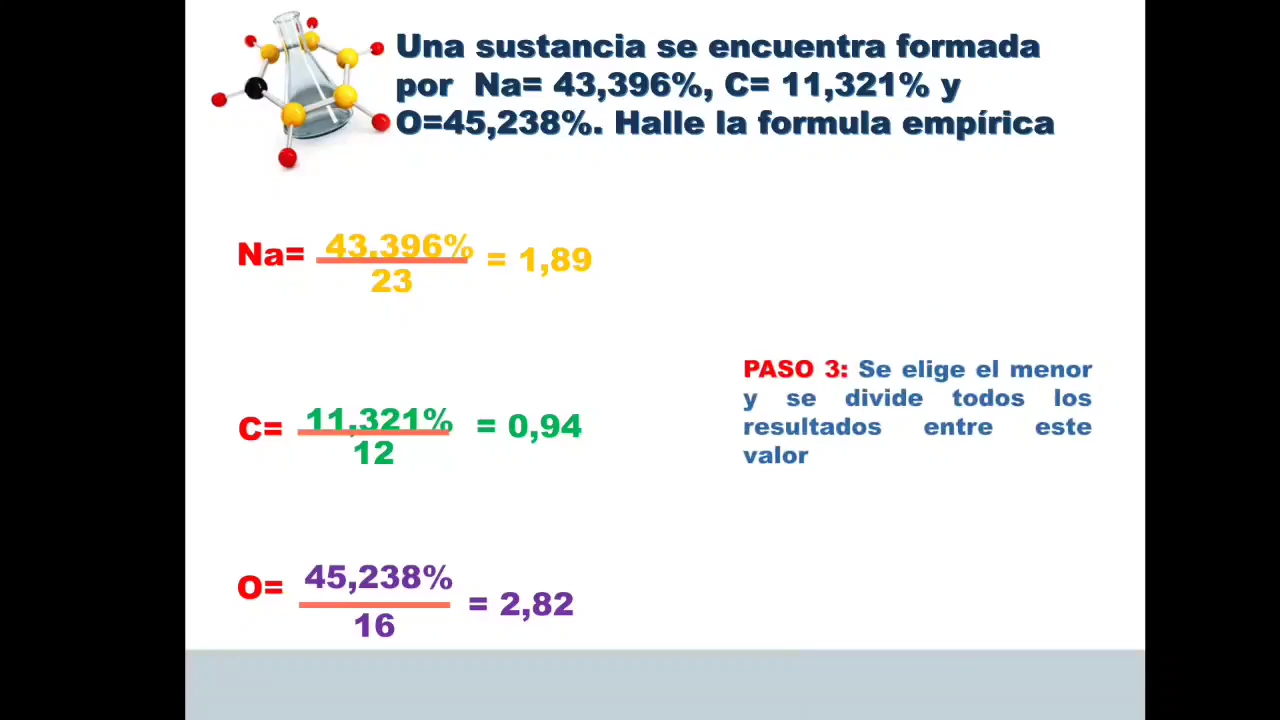 Una sustancia se encuentra formada
por Na= 43,396%, C= 11,321% y
O=45,238%. Halle la formula empírica
Na= 43,396% = 1,89
23
PASO 3: Se elige el menor
y se divide todos los
resultados entre este
valor
C= 11,321% = 0,94
12
O= 45,238% = 2,82
16